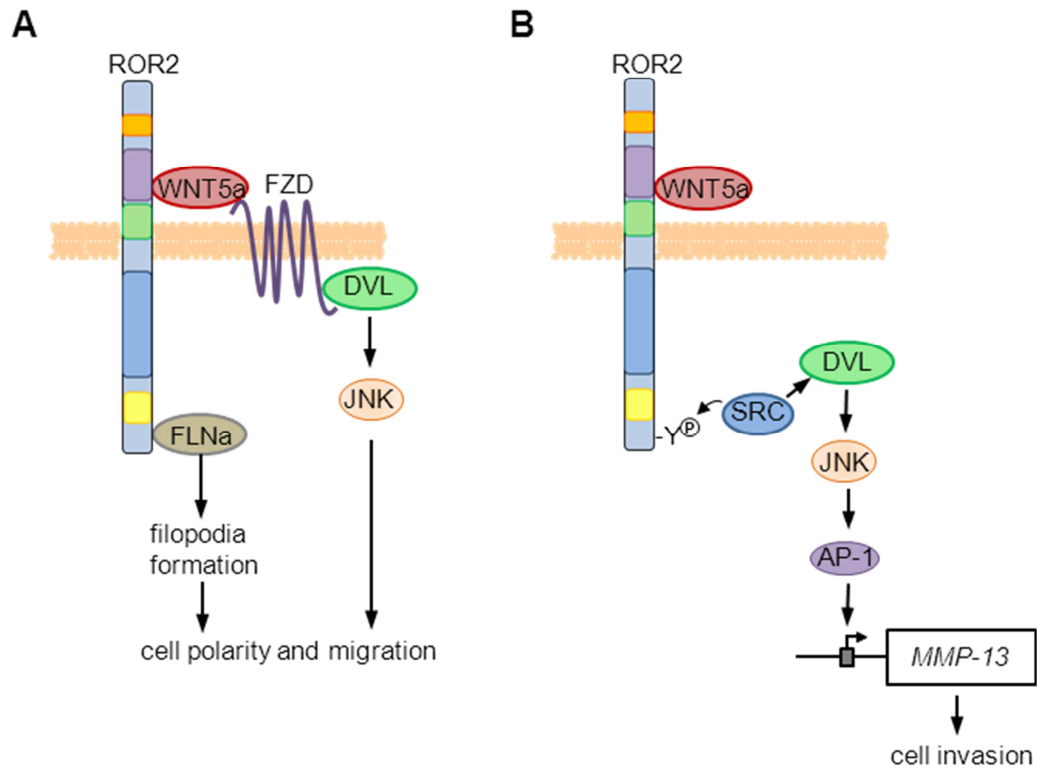 A
ROR2
WNT5a
FZD
DVL
JNK
FLNa
filopodia
formation
cell polarity and migration
B
ROR2
WNT5a
DVL
SRC
-Y℗
JNK
AP-1
MMP-13
cell invasion